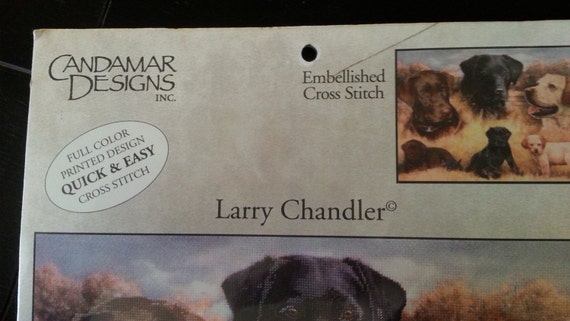 CANDAMAR
DESIGNS
INC.
Embellished
Cross Stitch
FULL COLOR
PRINTED DESIGN
QUICK & EASY
CROSS STITCH
Larry Chandler©